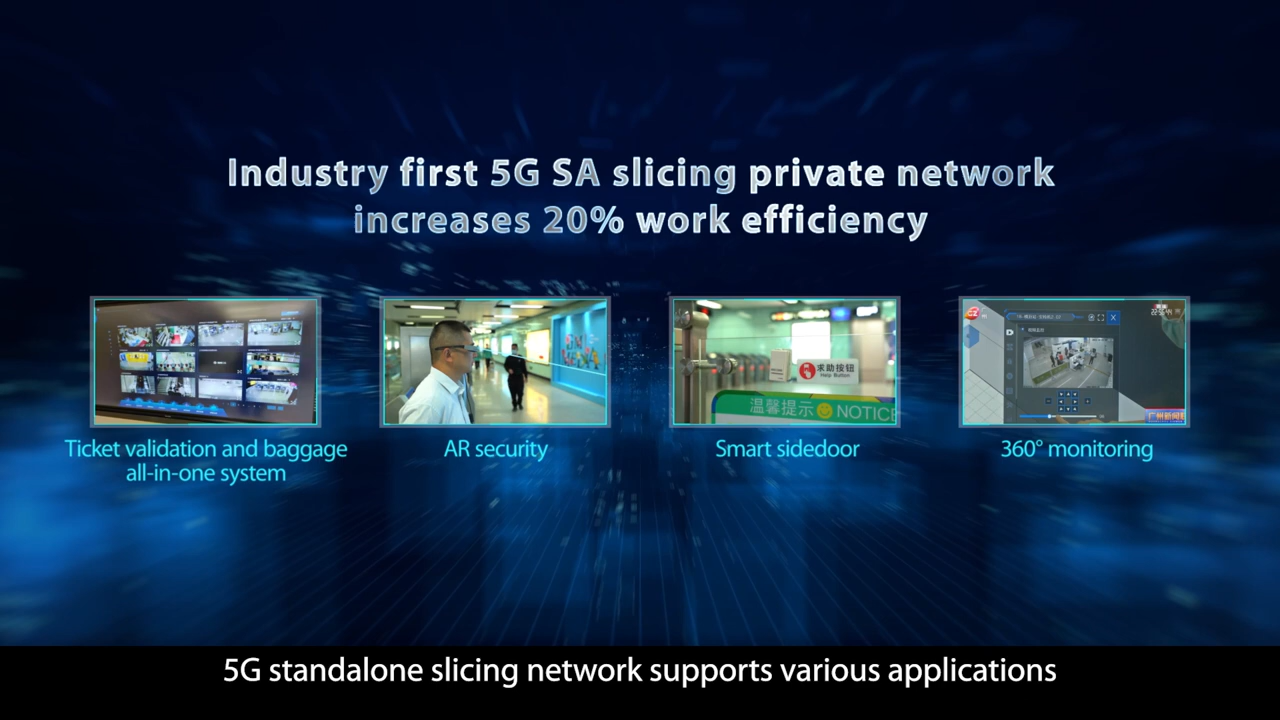 Industry first 5G SA slicing private network
increases 20% work efficiency
求助按钮
Help Button
温馨提示 NOTICE
Ticket validation and baggage
all-in-one system
AR security
Smart sidedoor
360° monitoring
5G standalone slicing network supports various applications